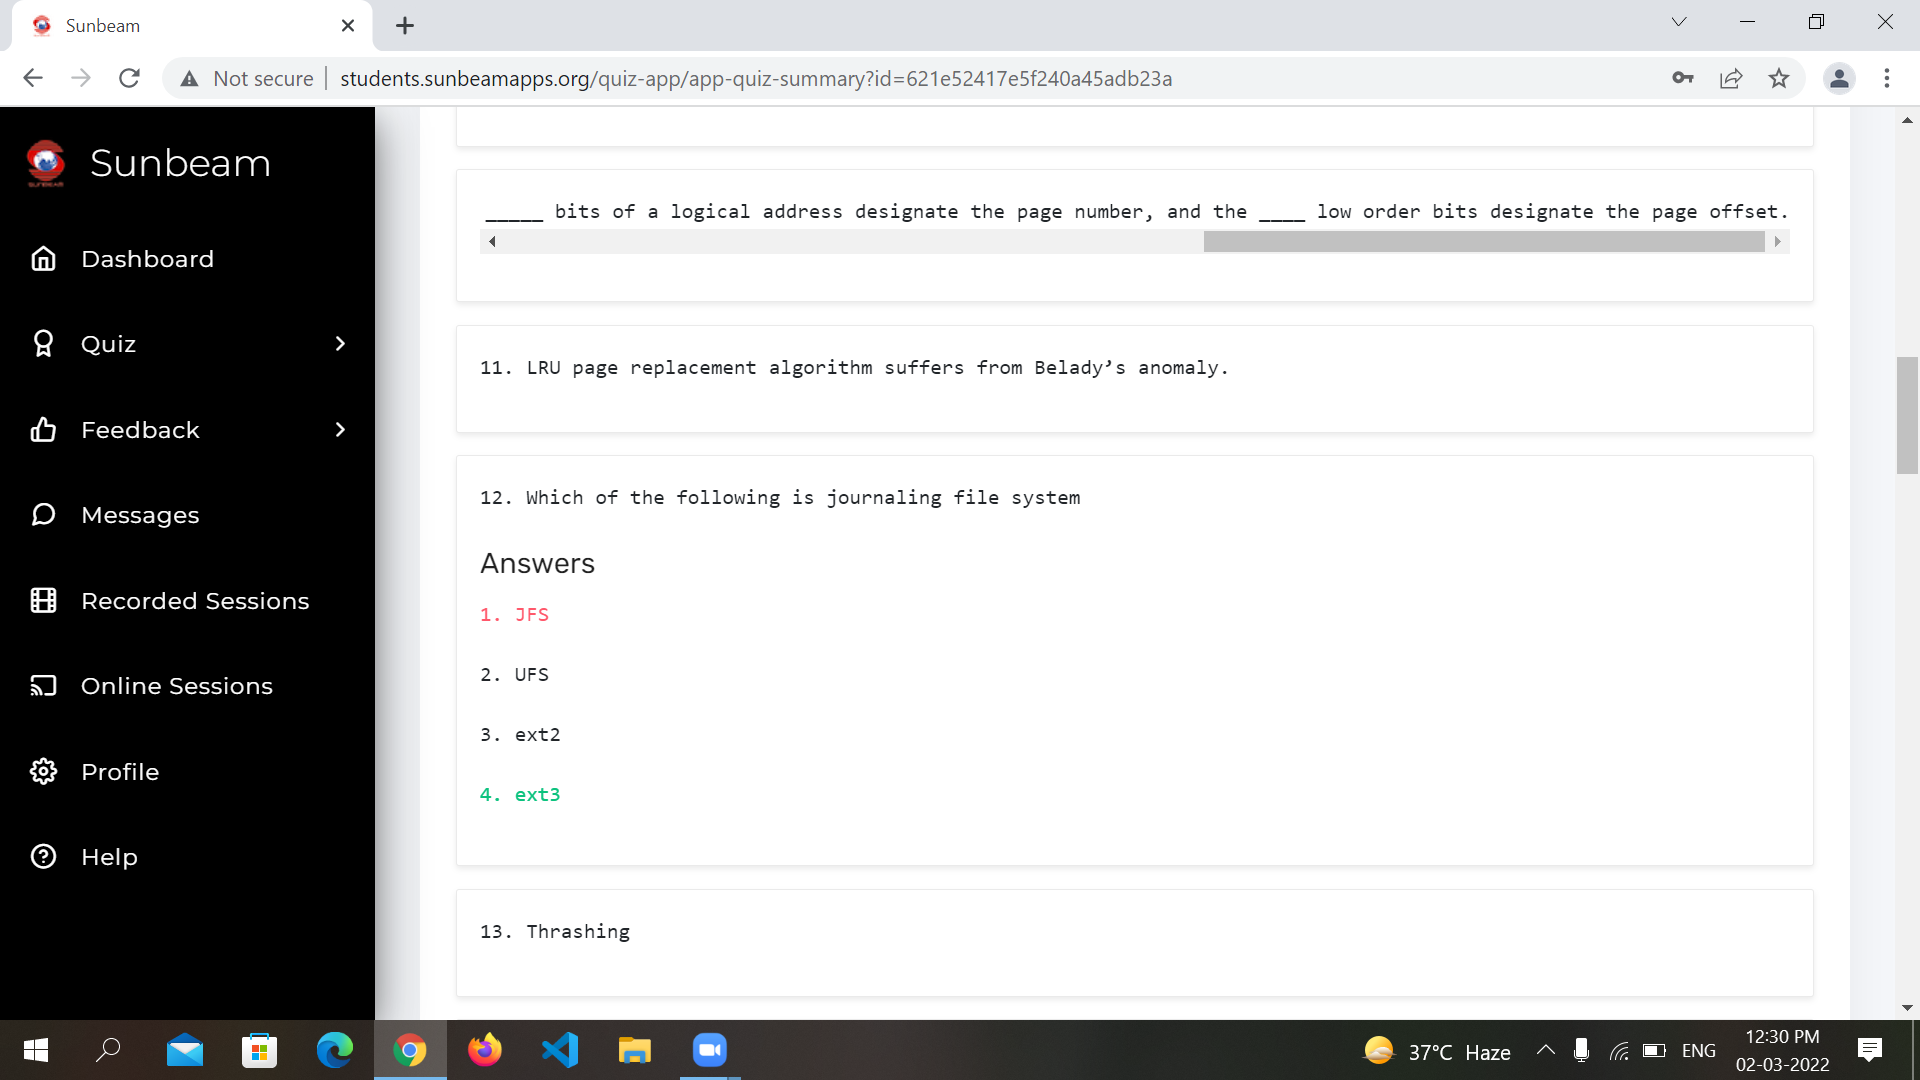 Sunbeam
Not secure
students.sunbeamapps.org/quiz-app/app-quiz-summary?id=621e52417e5f240a45adb23a
SUNBEAM
Sunbeam
Dashboard
Quiz
Feedback
Messages
Recorded Sessions
Online Sessions
Profile
Help
_____ bits of a logical address designate the page number, and the ____ low order bits designate the page offset.
11. LRU page replacement algorithm suffers from Belady’s anomaly.
12. Which of the following is journaling file system
Answers
1. JFS
2. UFS
3. ext2
4. ext3
13. Thrashing
37°C Haze
ENG
12:30 PM
02-03-2022